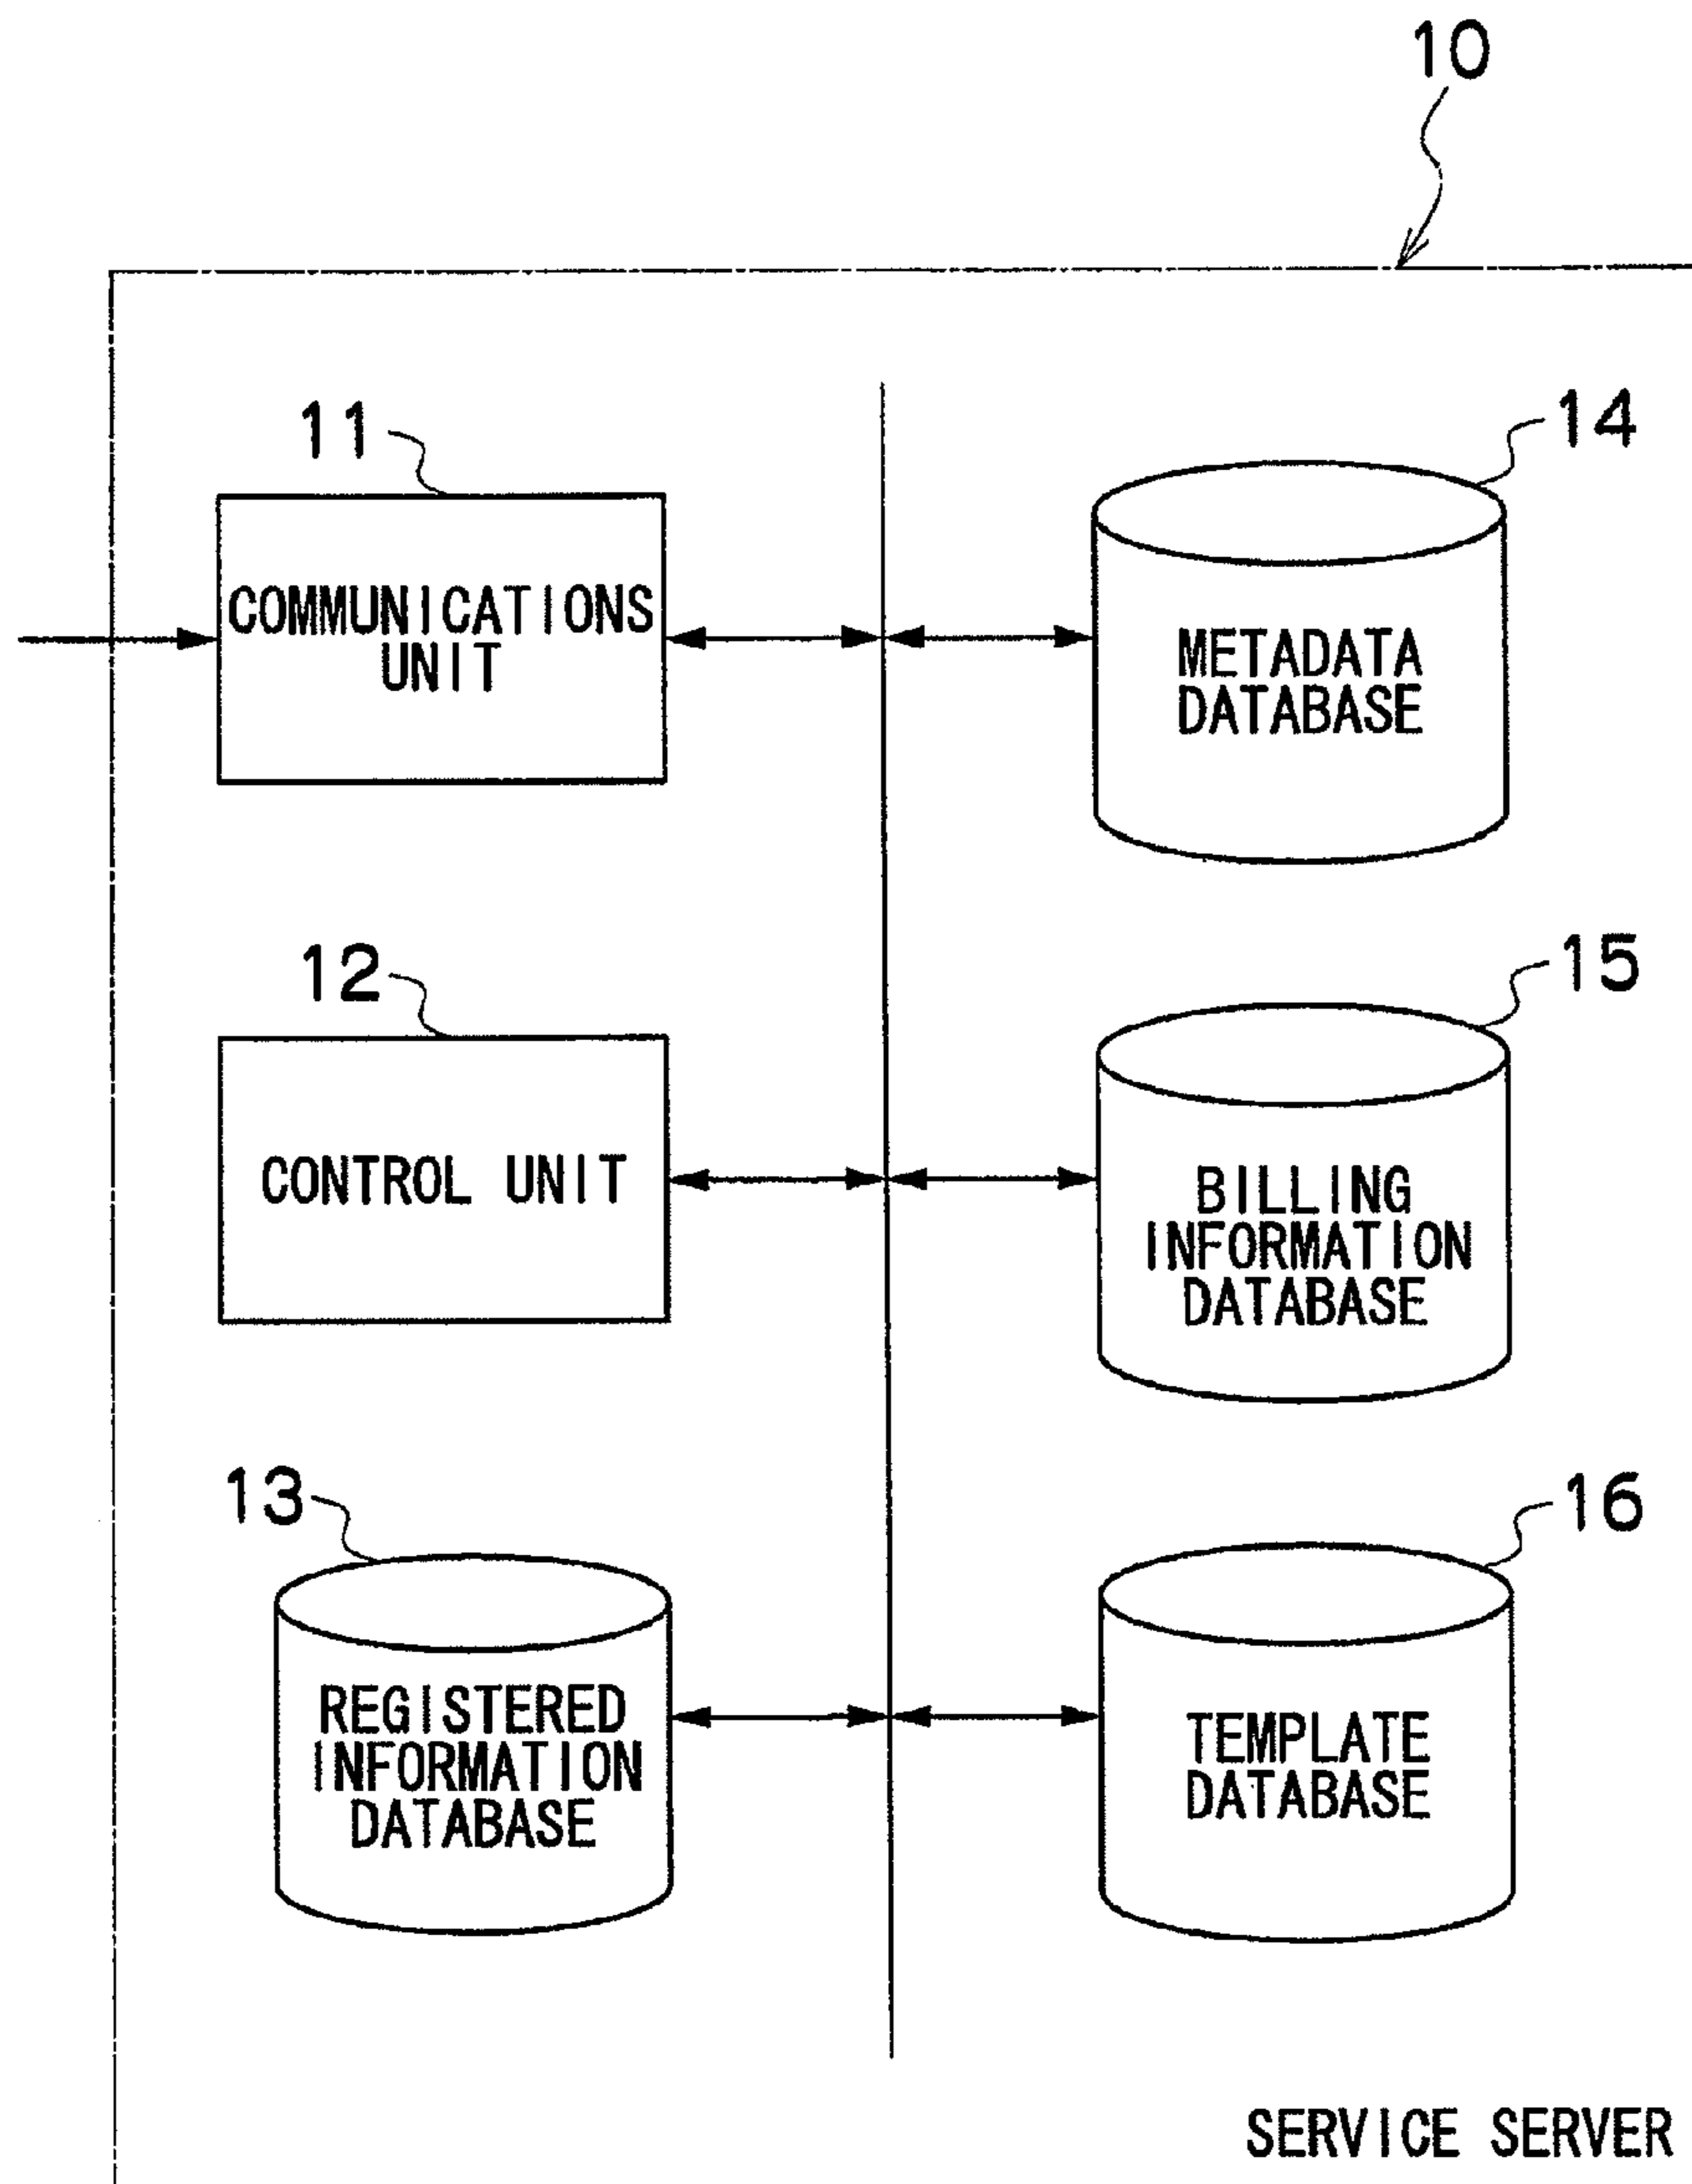 10
11
COMMUNICATIONS
UNIT
14
METADATA
DATABASE
12
CONTROL UNIT
15
BILLING
INFORMATION
DATABASE
13
REGISTERED
INFORMATION
DATABASE
16
TEMPLATE
DATABASE
SERVICE SERVER